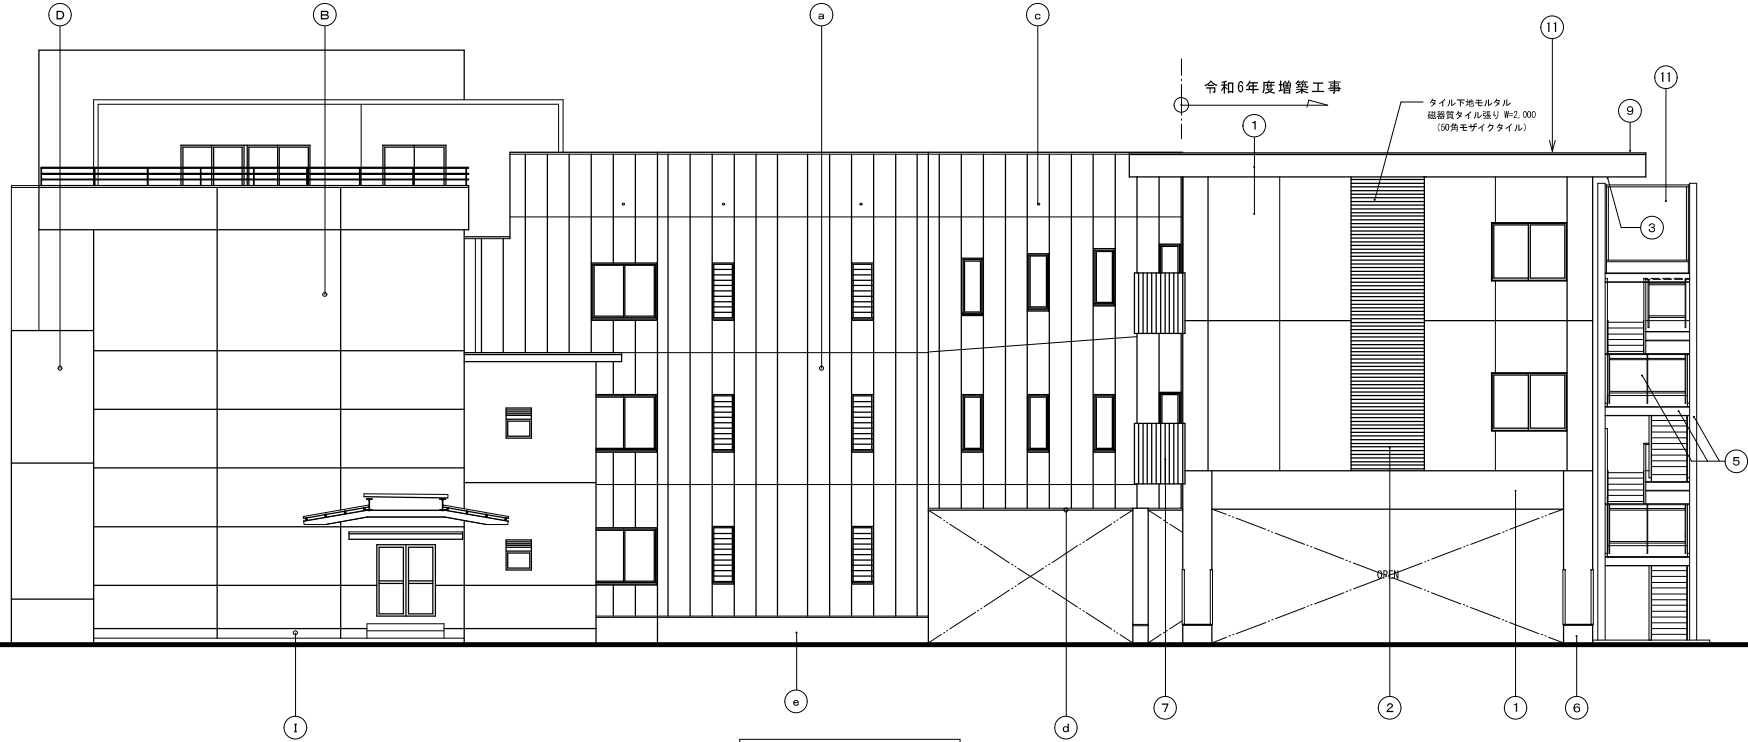 D
B
a
c
11
11
令和6年度増築工事
タイル下地モルタル
磁器質タイル張り W=2,000
(50角モザイクタイル)
9
1
3
5
OPEN
I
e
d
7
2
1
6